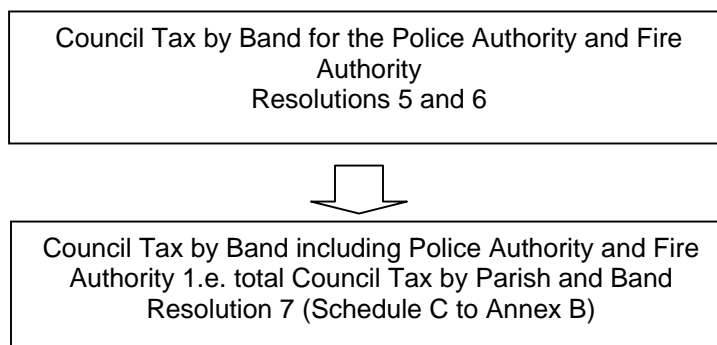 Council Tax by Band for the Police Authority and Fire
Authority
Resolutions 5 and 6
Council Tax by Band including Police Authority and Fire
Authority 1.e. total Council Tax by Parish and Band
Resolution 7 (Schedule C to Annex B)